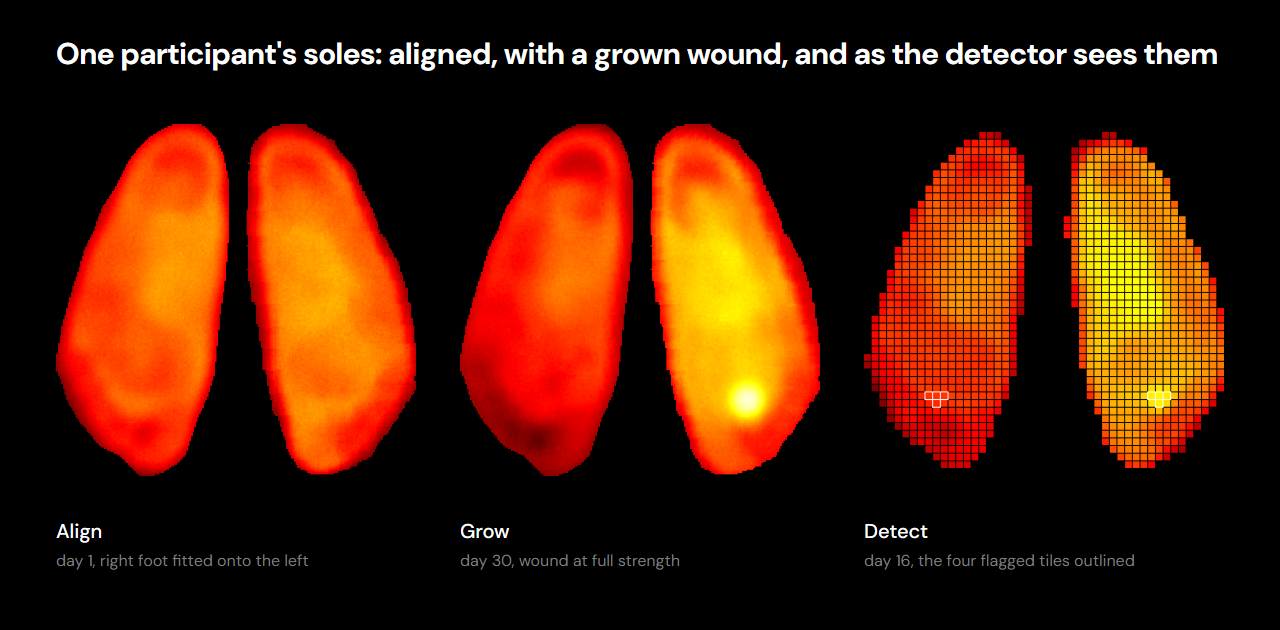 One participant's soles: aligned, with a grown wound, and as the detector sees them
Align
day 1, right foot fitted onto the left
Grow
day 30, wound at full strength
Detect
day 16, the four flagged tiles outlined